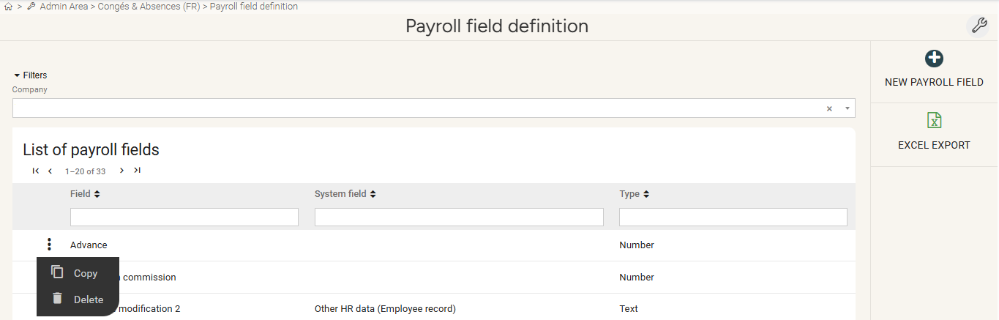 > Admin Area > Congés & Absences (FR) > Payroll field definition
Payroll field definition
NEW PAYROLL FIELD
EXCEL EXPORT
Filters
Company
List of payroll fields
1–20 of 33
Field System field Type
Advance Number
Copy
commission Number
Delete
modification 2 Other HR data (Employee record) Text